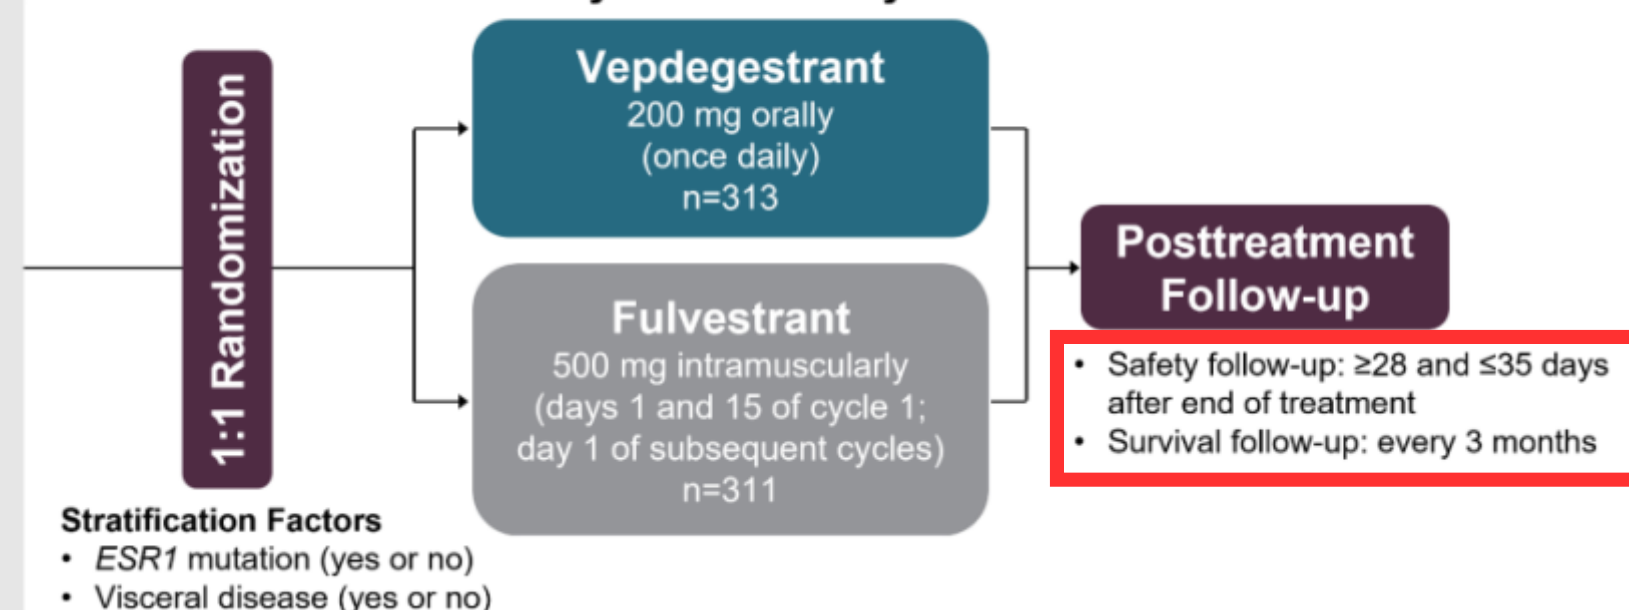 1:1 Randomization
Stratification Factors
• ESR1 mutation (yes or no)
• Visceral disease (yes or no)
Vepdegestrant
200 mg orally
(once daily)
n=313
Fulvestrant
500 mg intramuscularly
(days 1 and 15 of cycle 1;
day 1 of subsequent cycles)
n=311
Posttreatment
Follow-up
• Safety follow-up: ≥28 and ≤35 days
after end of treatment
• Survival follow-up: every 3 months